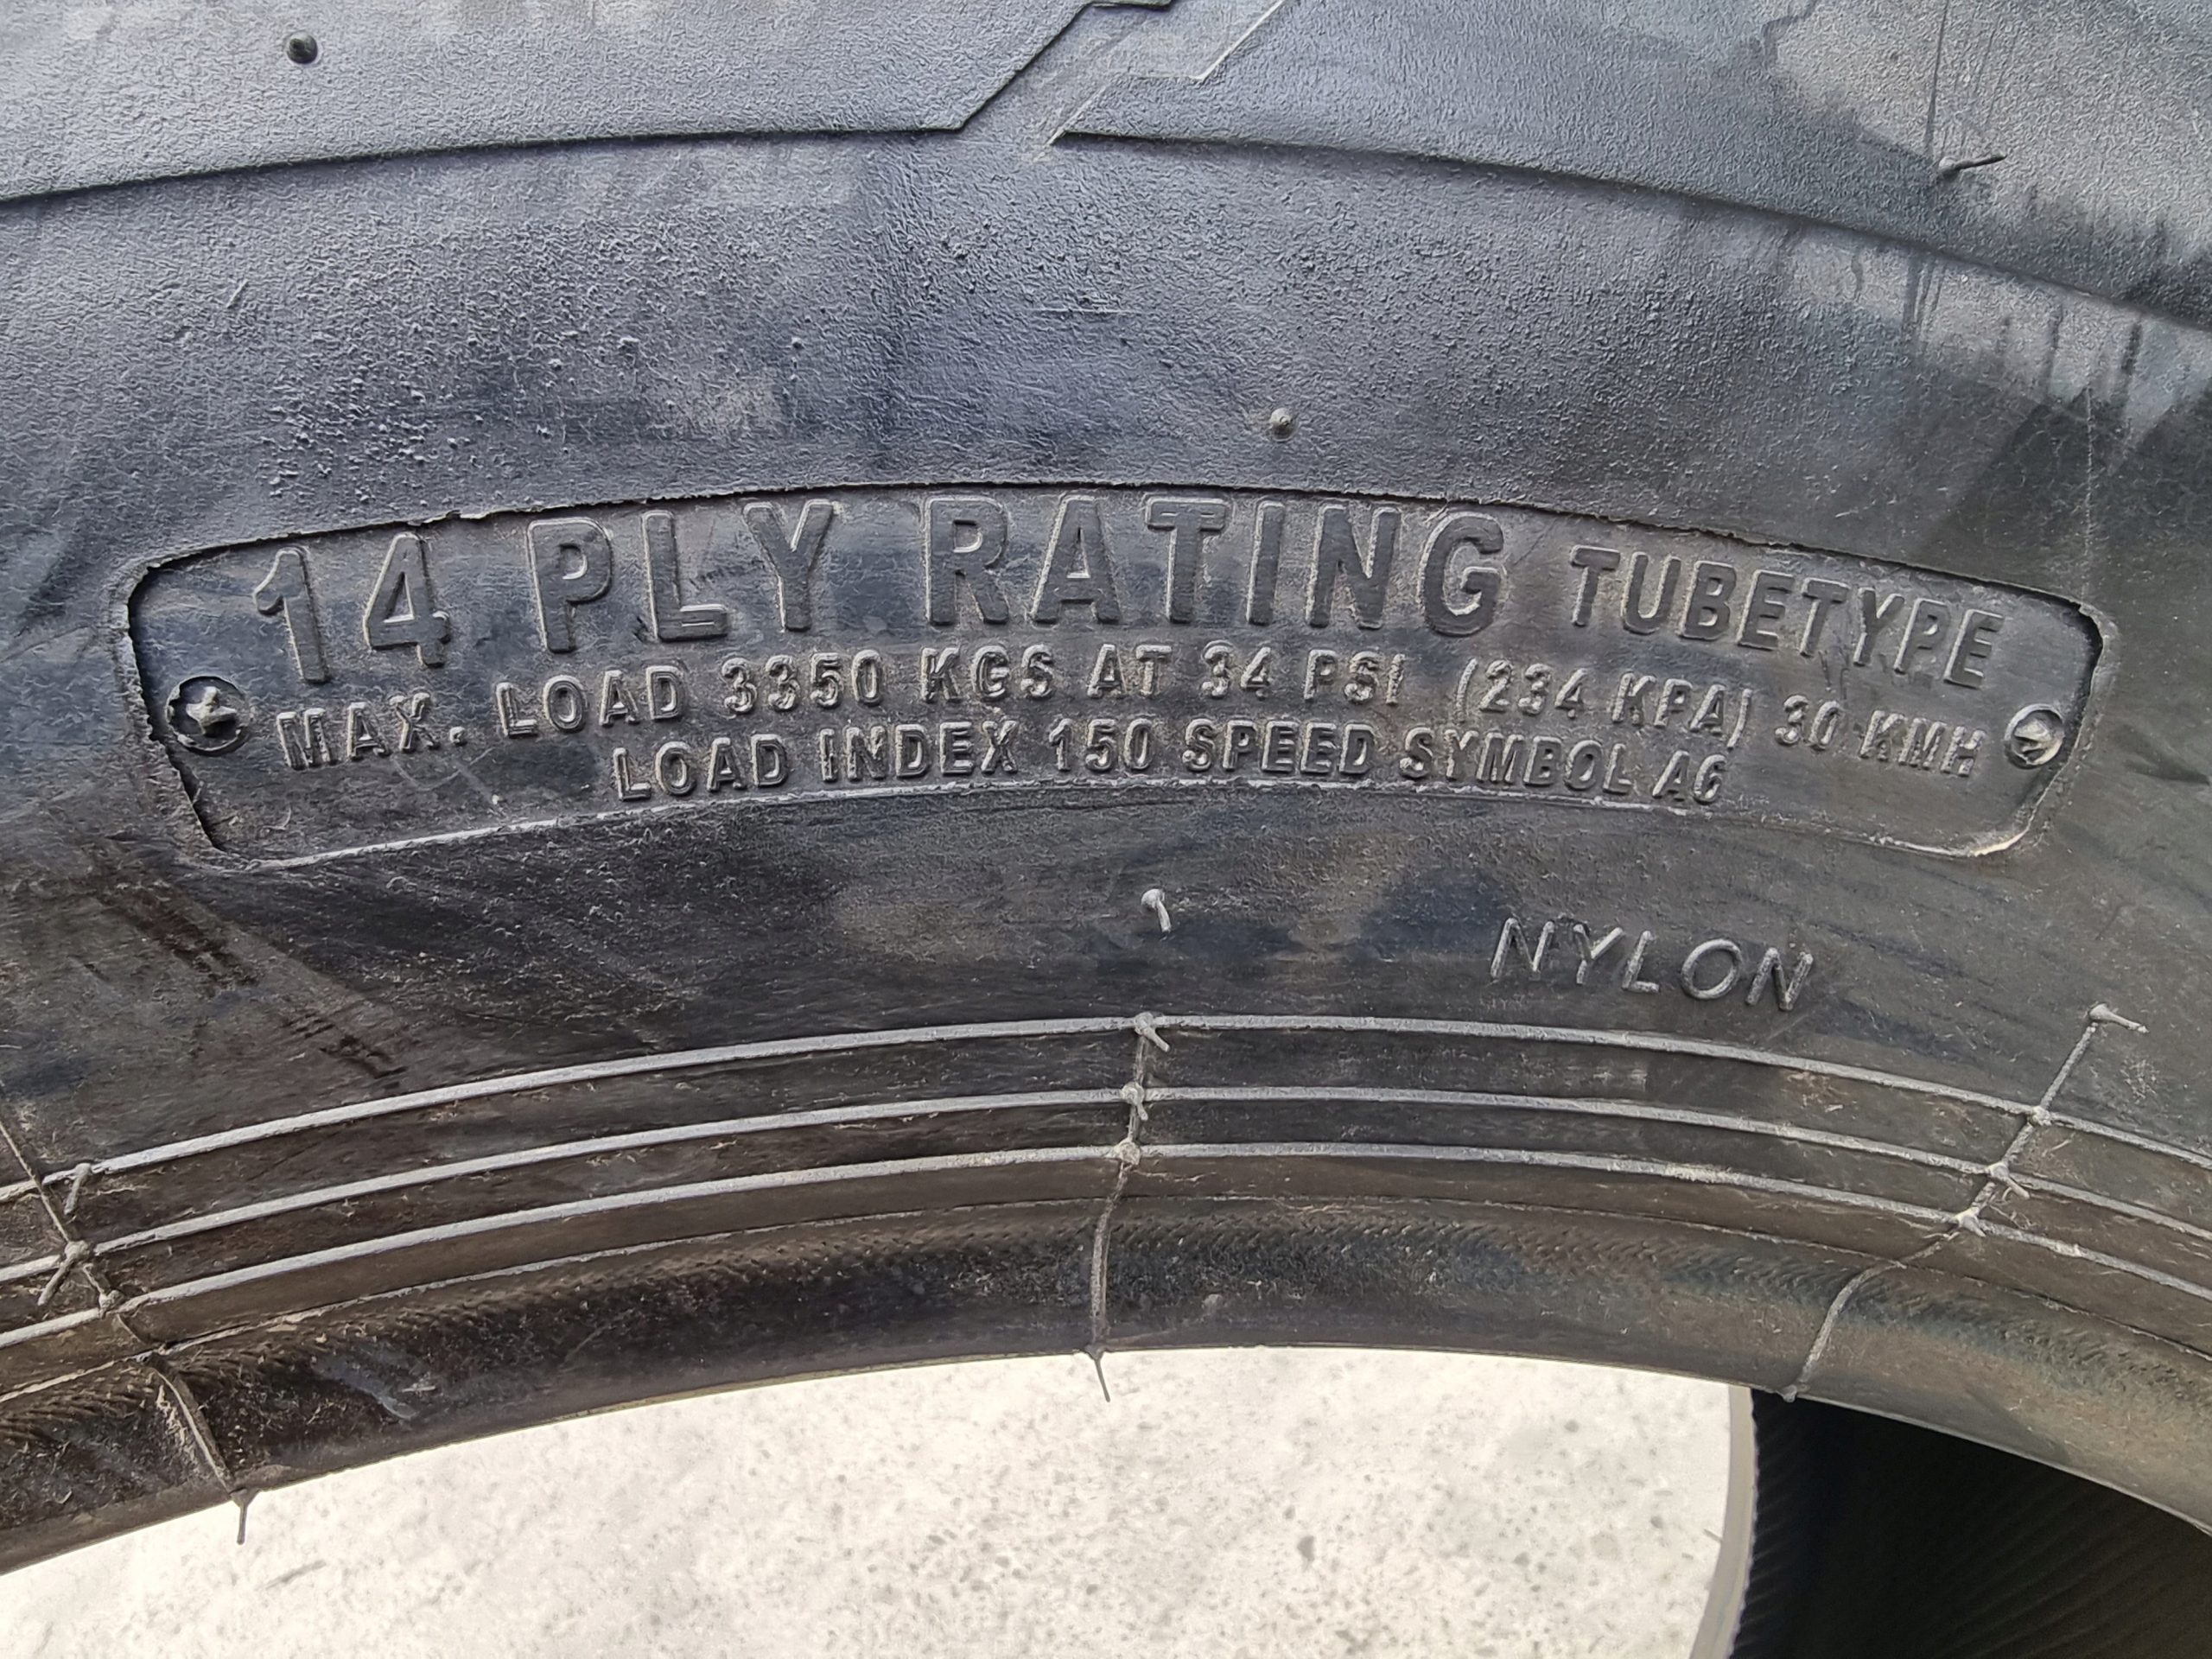 14 PLY RATING TUBETYPE
MAX. LOAD 3350 KGS AT 34 PSI (234 KPA) 30 KMH
LOAD INDEX 150 SPEED SYMBOL A6
NYLON